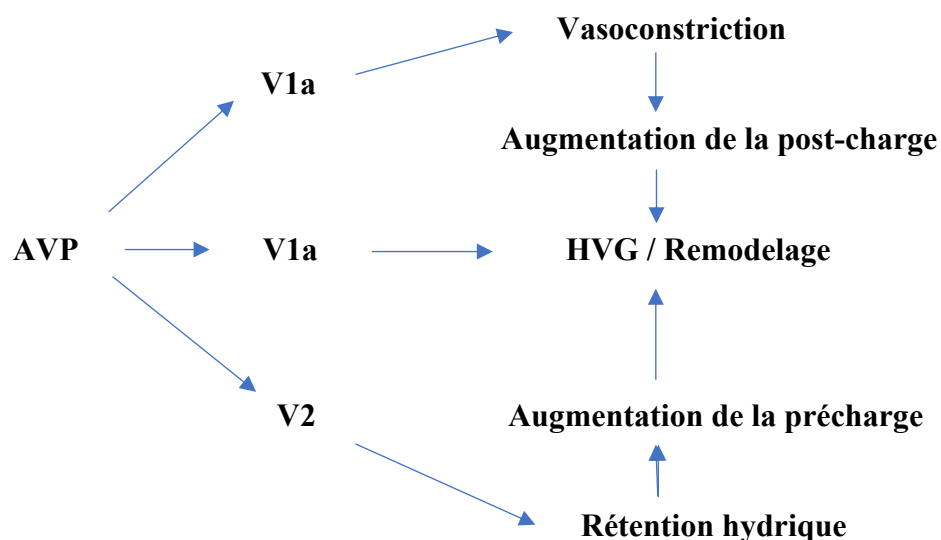 Vasoconstriction
V1a
Augmentation de la post-charge
AVP
V1a
HVG / Remodelage
V2
Augmentation de la précharge
Rétention hydrique